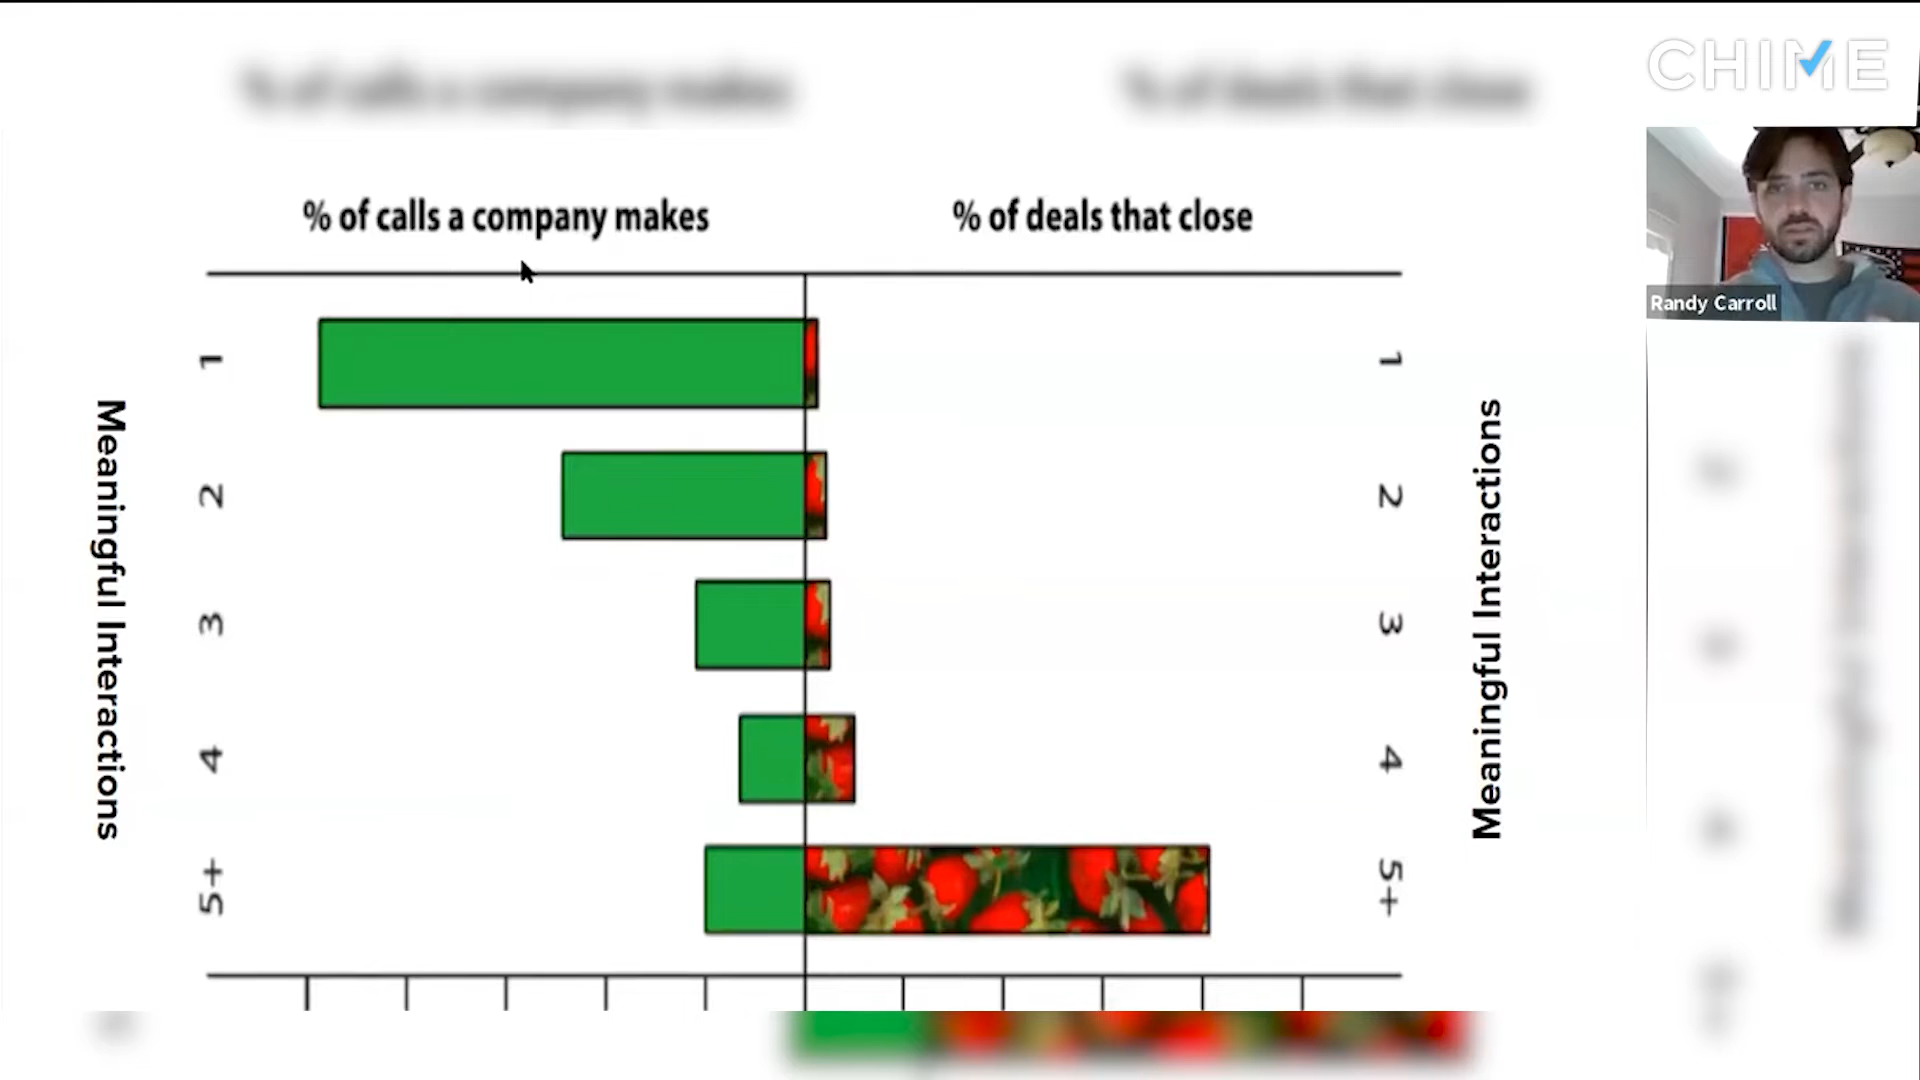 CHIME
% of calls a company makes
% of deals that close
Randy Carroll
Meaningful Interactions
1
2
3
4
5+
1
2
3
4
5+
Meaningful Interactions